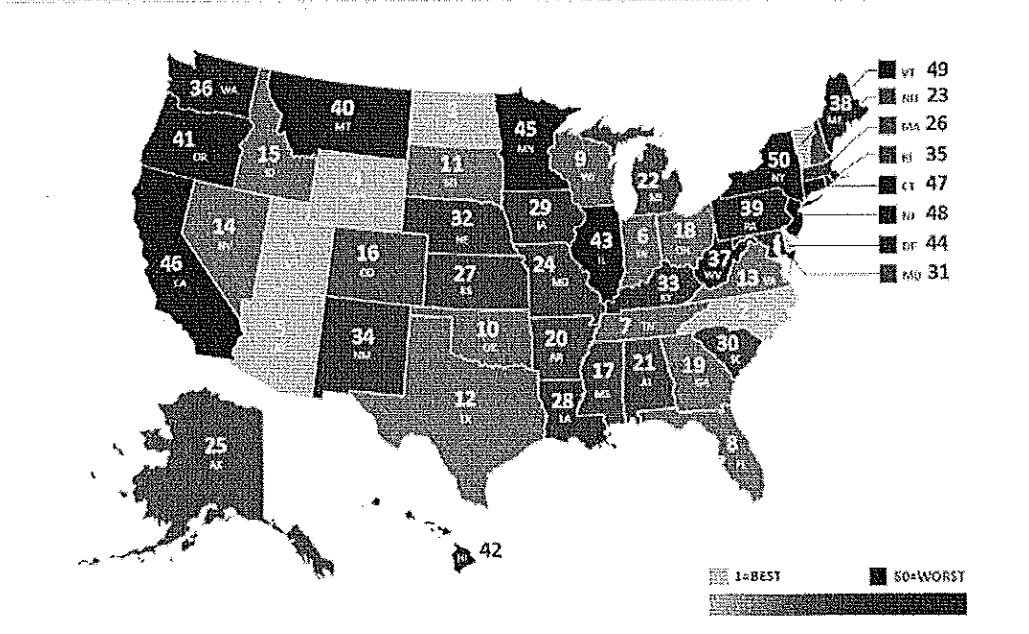 36 WA
40
MT
45
MN
38
ME
VT 49
NH 23
MA 26
RI 35
CT 47
NJ 48
DE 44
MD 31
41
OR
15
ID
11
SD
9
WI
22
MI
50
NY
4
14
NV
32
NE
29
IA
39
PA
46
CA
16
CO
27
KS
24
MO
43
IL
6
IN
18
OH
37
WV
13 VA
33
KY
5
34
NM
10
OK
20
AR
7 TN
2
30
SC
12
TX
28
LA
17
MS
21
AL
19
GA
8
FL
25
AK
HI 42
1=BEST
50=WORST